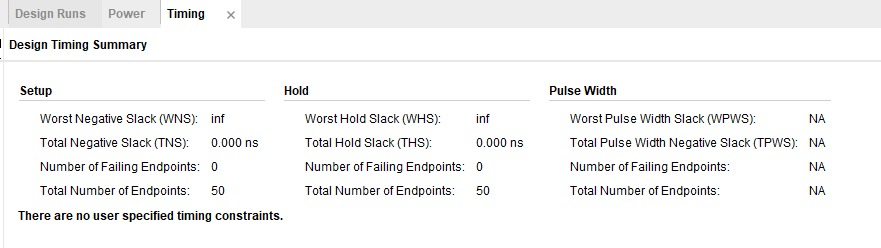 Design Runs Power Timing
Design Timing Summary
Setup Hold Pulse Width
Worst Negative Slack (WNS): inf Worst Hold Slack (WHS): inf Worst Pulse Width Slack (WPWS): NA
Total Negative Slack (TNS): 0.000 ns Total Hold Slack (THS): 0.000 ns Total Pulse Width Negative Slack (TPWS): NA
Number of Failing Endpoints: 0 Number of Failing Endpoints: 0 Number of Failing Endpoints: NA
Total Number of Endpoints: 50 Total Number of Endpoints: 50 Total Number of Endpoints: NA
There are no user specified timing constraints.